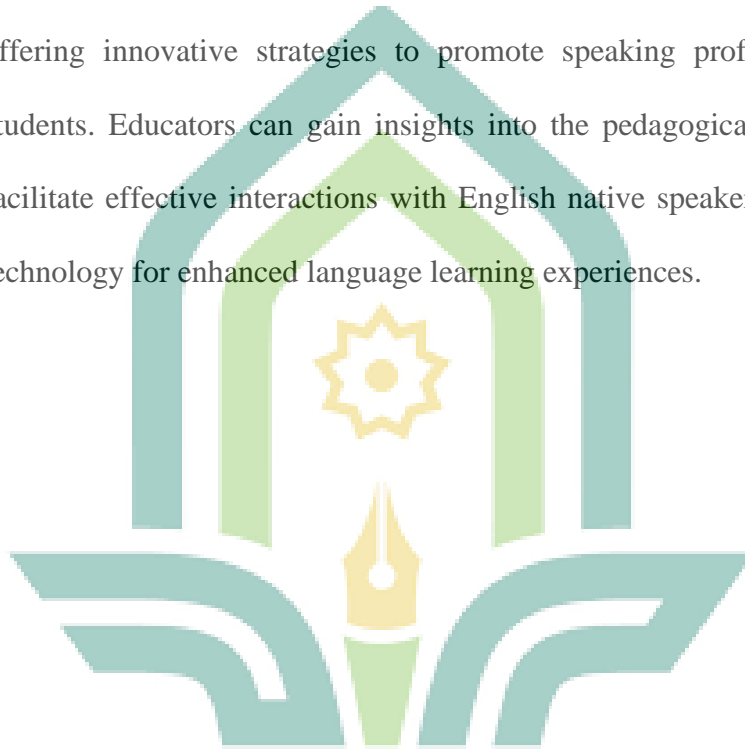 ffering innovative strategies to promote speaking prof
tudents. Educators can gain insights into the pedagogica
acilitate effective interactions with English native speake
echnology for enhanced language learning experiences.